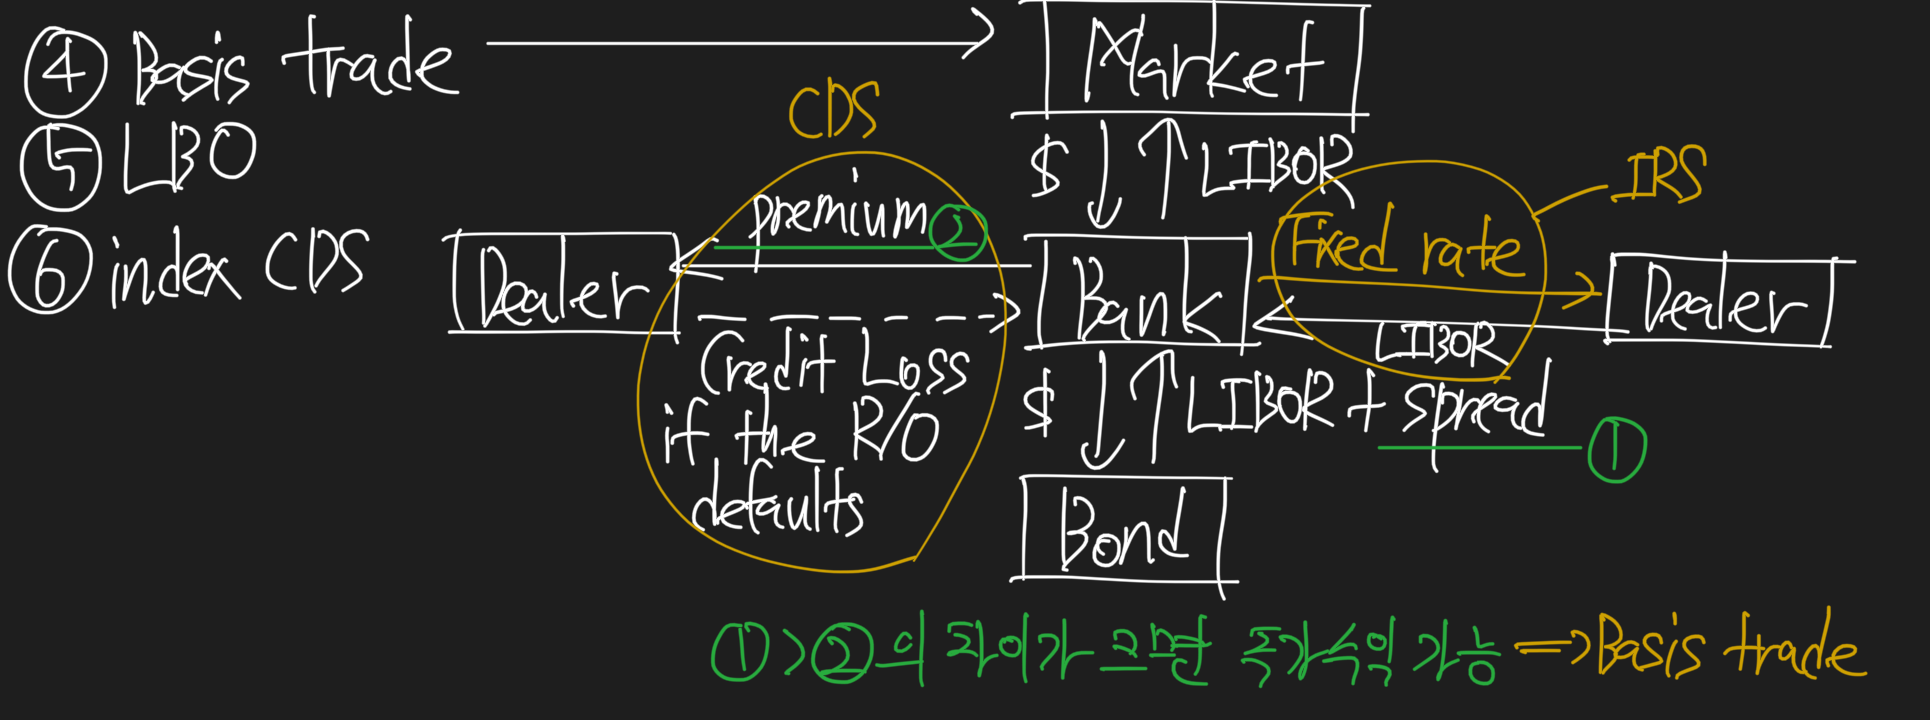 ④ Basis trade
⑤ LBO
⑥ index CDS
Market
CDS
$ LIBOR
IRS
premium ②
Fixed rate
Dealer
Bank
Dealer
LIBOR
Credit Loss
if the R/O
defaults
$ LIBOR + spread
①
Bond
① > ② 의 차이가 크면 추가수익 가능 ⇒ Basis trade